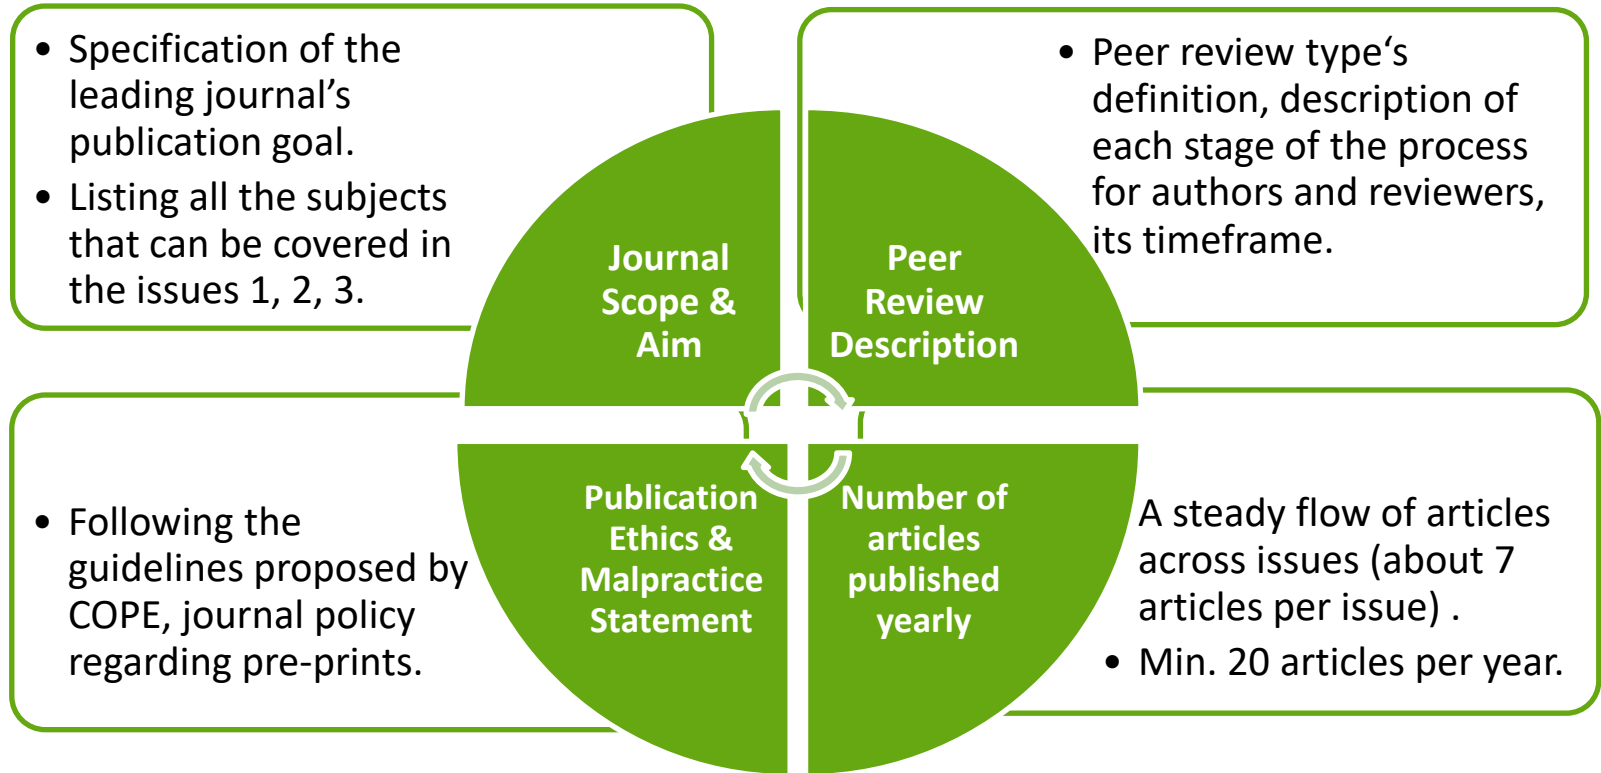 • Specification of the
leading journal’s
publication goal.
• Listing all the subjects
that can be covered in
the issues 1, 2, 3.
• Peer review type‘s
definition, description of
each stage of the process
for authors and reviewers,
its timeframe.
Journal
Scope &
Aim
Peer
Review
Description
• Following the
guidelines proposed by
COPE, journal policy
regarding pre-prints.
Publication
Ethics &
Malpractice
Statement
Number of
articles
published
yearly
A steady flow of articles
across issues (about 7
articles per issue) .
• Min. 20 articles per year.